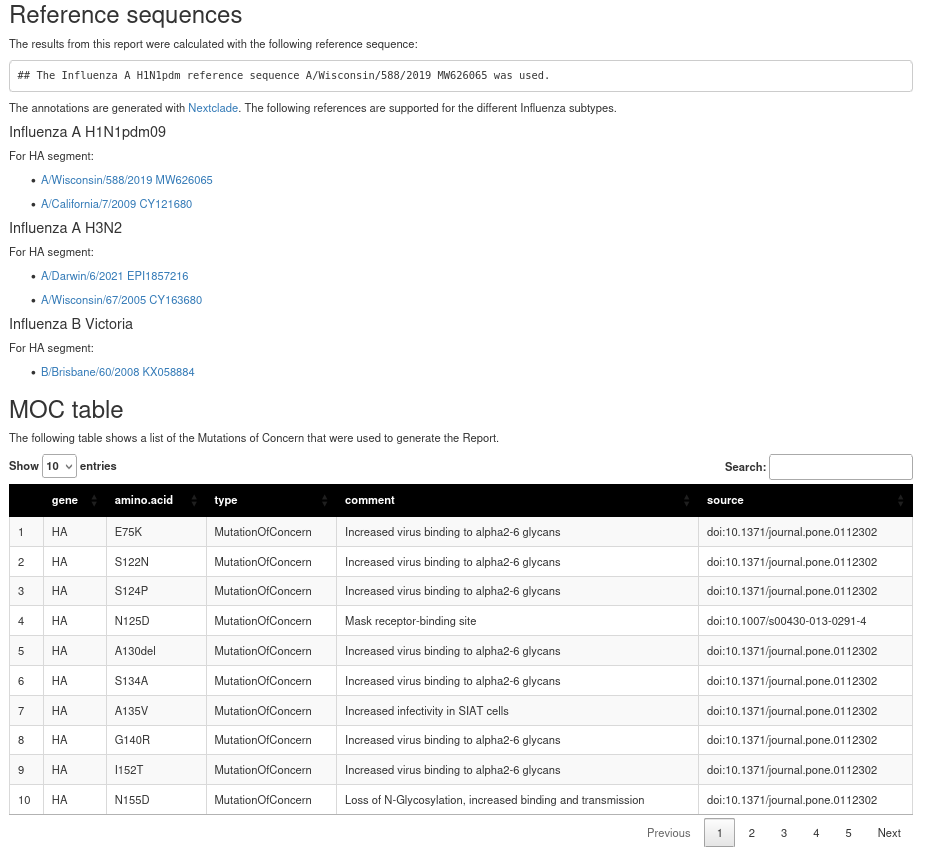 Reference sequences
The results from this report were calculated with the following reference sequence:
## The Influenza A H1N1pdm reference sequence A/Wisconsin/588/2019 MW626065 was used.
The annotations are generated with Nextclade. The following references are supported for the different Influenza subtypes.
Influenza A H1N1pdm09
For HA segment:
• A/Wisconsin/588/2019 MW626065
• A/California/7/2009 CY121680
Influenza A H3N2
For HA segment:
• A/Darwin/6/2021 EPI1857216
• A/Wisconsin/67/2005 CY163680
Influenza B Victoria
For HA segment:
• B/Brisbane/60/2008 KX058884
MOC table
The following table shows a list of the Mutations of Concern that were used to generate the Report.
Show 10 entries Search:
gene amino.acid type comment source
1 HA E75K MutationOfConcern Increased virus binding to alpha2-6 glycans doi:10.1371/journal.pone.0112302
2 HA S122N MutationOfConcern Increased virus binding to alpha2-6 glycans doi:10.1371/journal.pone.0112302
3 HA S124P MutationOfConcern Increased virus binding to alpha2-6 glycans doi:10.1371/journal.pone.0112302
4 HA N125D MutationOfConcern Mask receptor-binding site doi:10.1007/s00430-013-0291-4
5 HA A130del MutationOfConcern Increased virus binding to alpha2-6 glycans doi:10.1371/journal.pone.0112302
6 HA S134A MutationOfConcern Increased virus binding to alpha2-6 glycans doi:10.1371/journal.pone.0112302
7 HA A135V MutationOfConcern Increased infectivity in SIAT cells doi:10.1371/journal.pone.0112302
8 HA G140R MutationOfConcern Increased virus binding to alpha2-6 glycans doi:10.1371/journal.pone.0112302
9 HA I152T MutationOfConcern Increased virus binding to alpha2-6 glycans doi:10.1371/journal.pone.0112302
10 HA N155D MutationOfConcern Loss of N-Glycosylation, increased binding and transmission doi:10.1371/journal.pone.0112302
Previous 1 2 3 4 5 Next